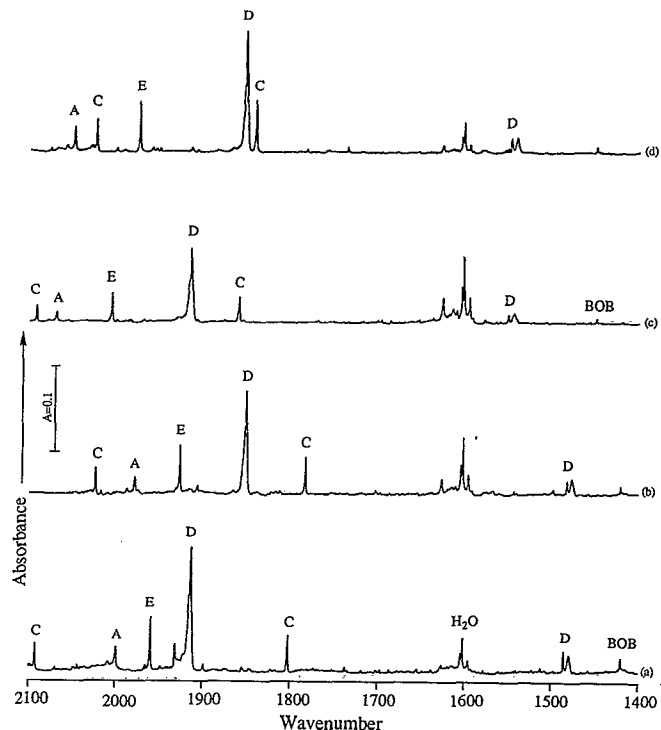 D
E
C
C
A
D
(d)
D
E
C
A
C
D
BOB
(c)
A=0.1
D
E
C
A
C
D
(b)
D
E
C
A
C
H₂O
D
BOB
(a)
Absorbance
2100 2000 1900 1800 1700 1600 1500 1400
Wavenumber